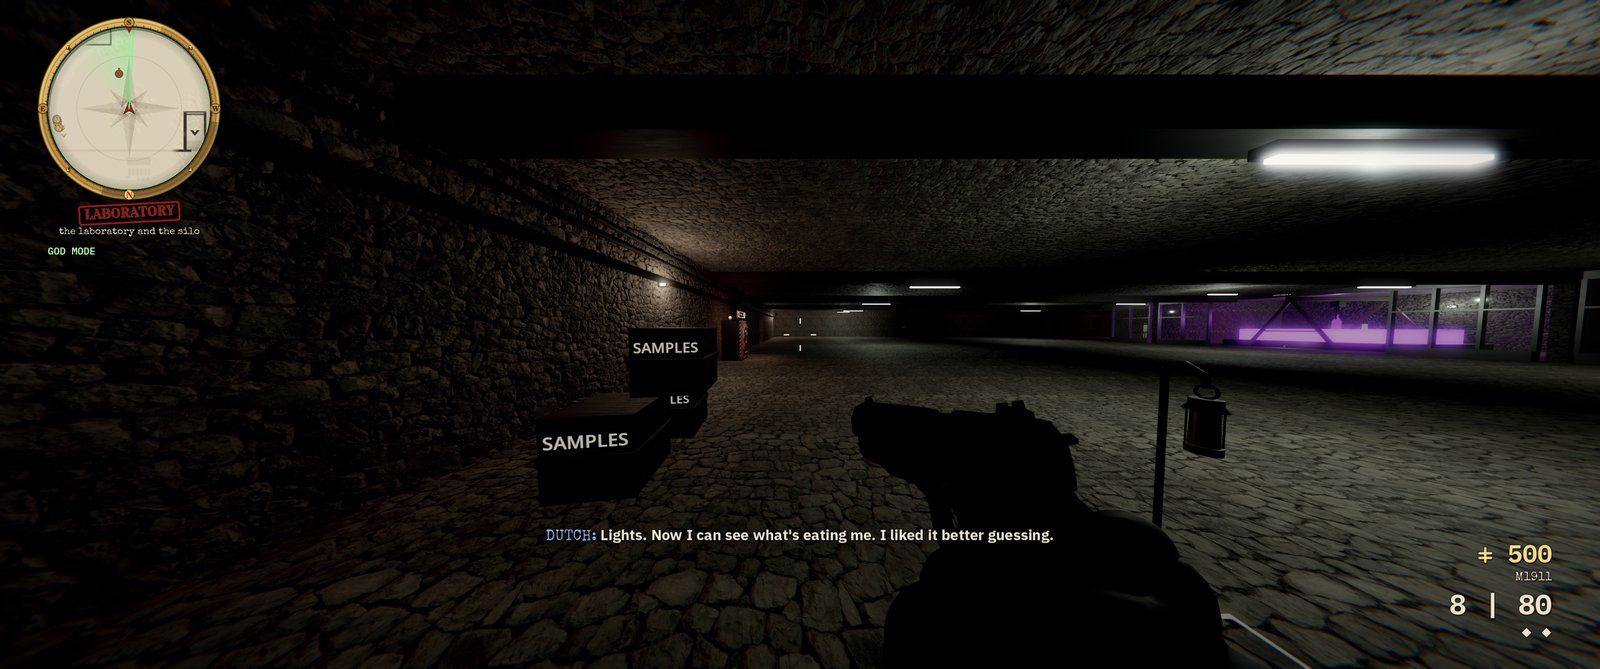 S
E
W
N
LABORATORY
the laboratory and the silo
GOD MODE
SAMPLES
LES
SAMPLES
DUTCH: Lights. Now I can see what's eating me. I liked it better guessing.
500
M1911
8 | 80